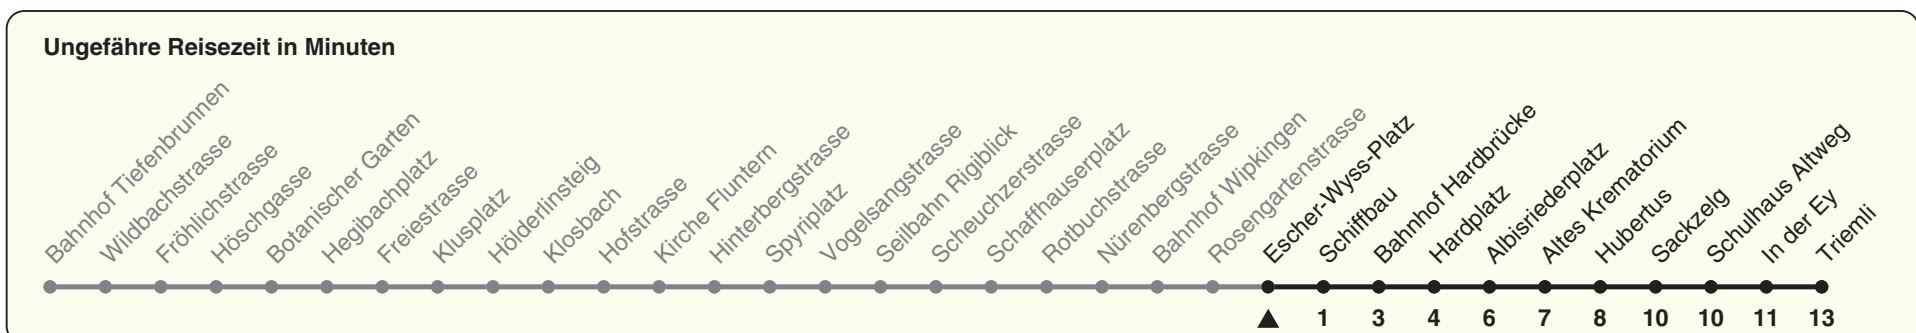 Ungefähre Reisezeit in Minuten
Bahnhof Tiefenbrunnen
Wildbachstrasse
Fröhlichstrasse
Höschgasse
Botanischer Garten
Hegibachplatz
Freiestrasse
Klusplatz
Hölderlinsteig
Klosbach
Hofstrasse
Kirche Fluntern
Hinterbergstrasse
Spyriplatz
Vogelsangstrasse
Seilbahn Rigiblick
Scheuchzerstrasse
Schaffhauserplatz
Rotbuchstrasse
Nürenbergstrasse
Bahnhof Wipkingen
Rosengartenstrasse
Escher-Wyss-Platz
Schiffbau
Bahnhof Hardbrücke
Hardplatz
Albisriederplatz
Altes Krematorium
Hubertus
Sackzelg
Schulhaus Altweg
In der Ey
Triemli
1 3 4 6 7 8 10 10 11 13